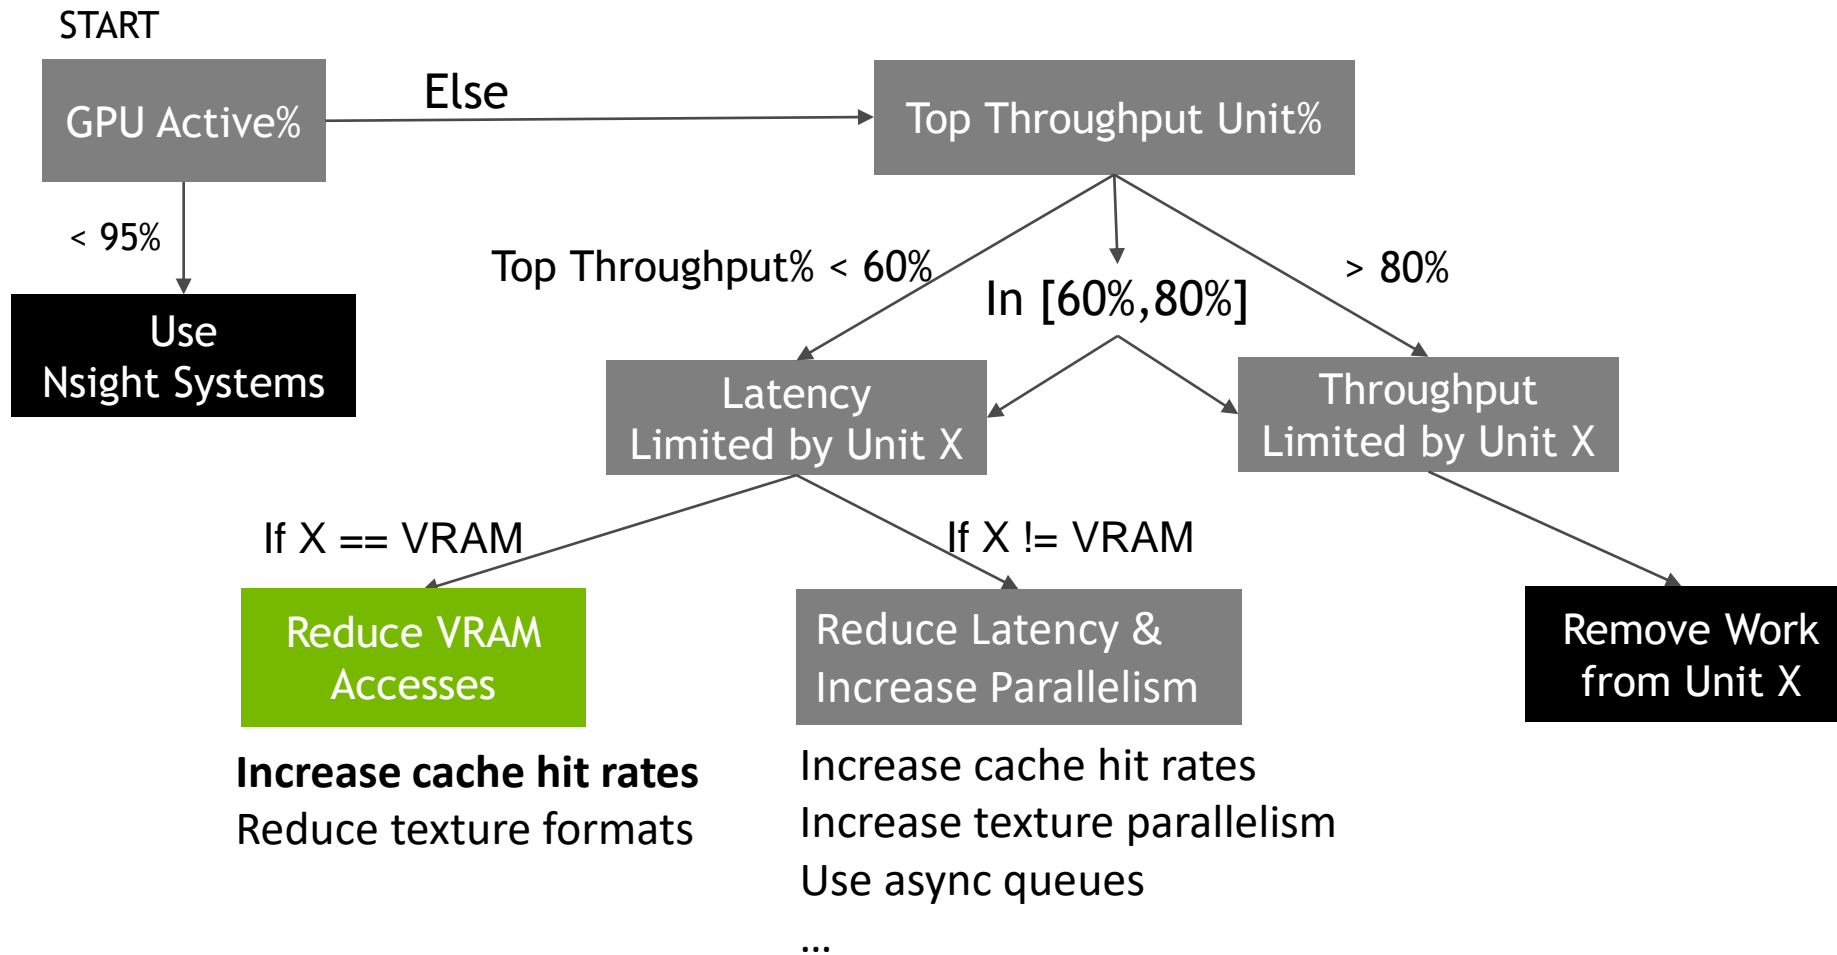 START
GPU Active%
Else
Top Throughput Unit%
< 95%
Top Throughput% < 60%
In [60%,80%]
> 80%
Use
Nsight Systems
Latency
Limited by Unit X
Throughput
Limited by Unit X
If X == VRAM
If X != VRAM
Reduce VRAM
Accesses
Reduce Latency &
Increase Parallelism
Remove Work
from Unit X
Increase cache hit rates
Reduce texture formats
Increase cache hit rates
Increase texture parallelism
Use async queues
…